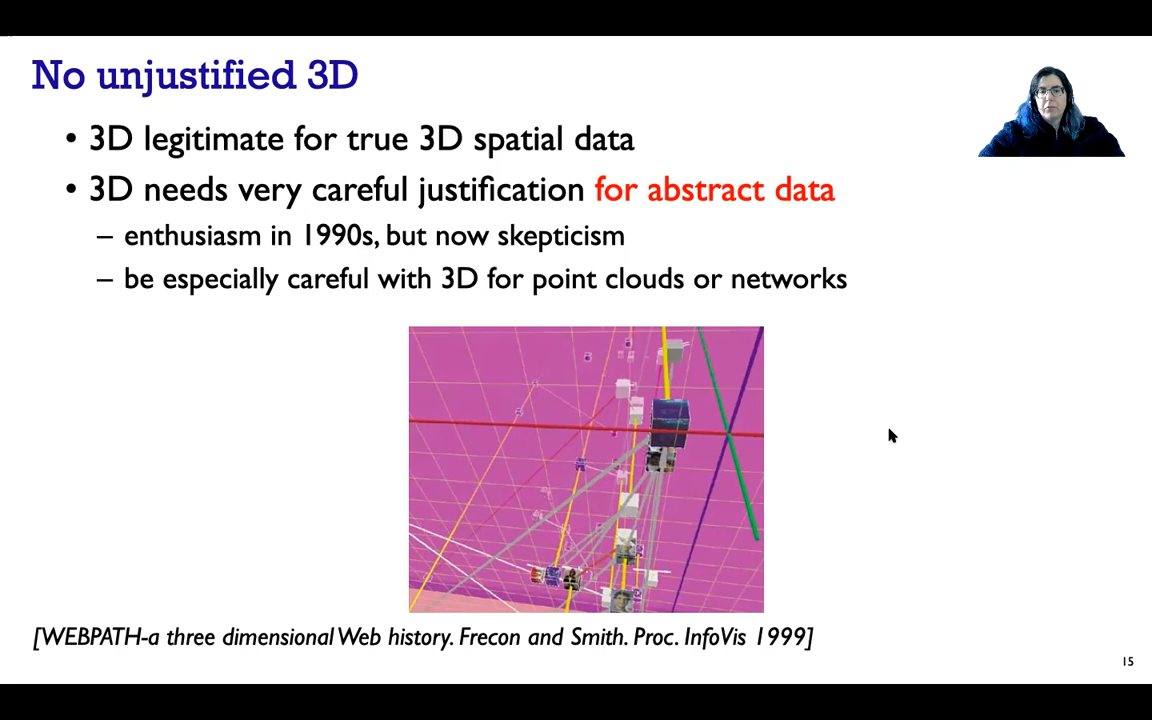 No unjustified 3D
• 3D legitimate for true 3D spatial data
• 3D needs very careful justification for abstract data
– enthusiasm in 1990s, but now skepticism
– be especially careful with 3D for point clouds or networks
[WEBPATH-a three dimensional Web history. Frecon and Smith. Proc. InfoVis 1999]
15